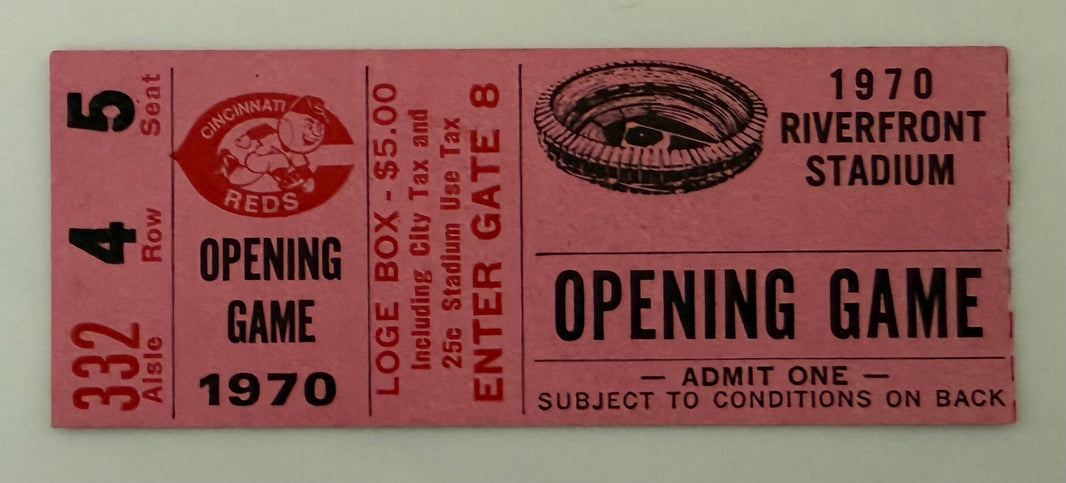 5 Seat
4 Row
332 Aisle
CINCINNATI
REDS
OPENING
GAME
1970
LOGE BOX - $5.00
Including City Tax and
25c Stadium Use Tax
ENTER GATE 8
1970
RIVERFRONT
STADIUM
OPENING GAME
— ADMIT ONE —
SUBJECT TO CONDITIONS ON BACK